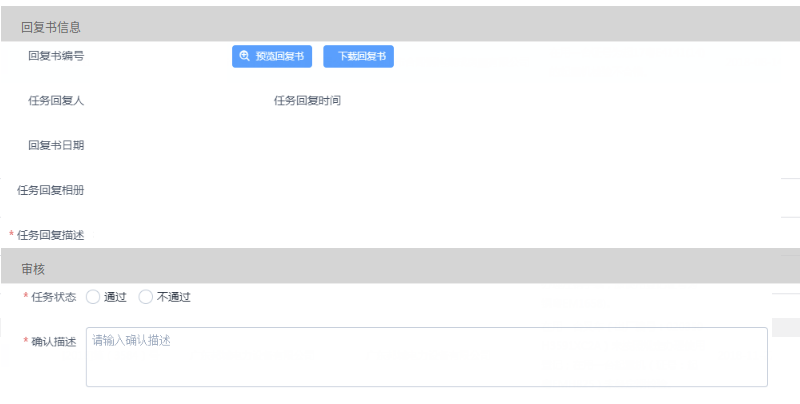 回复书信息
回复书编号 预览回复书 下载回复书
任务回复人 任务回复时间
回复书日期
任务回复相册
* 任务回复描述
审核
* 任务状态 通过 不通过
* 确认描述 请输入确认描述